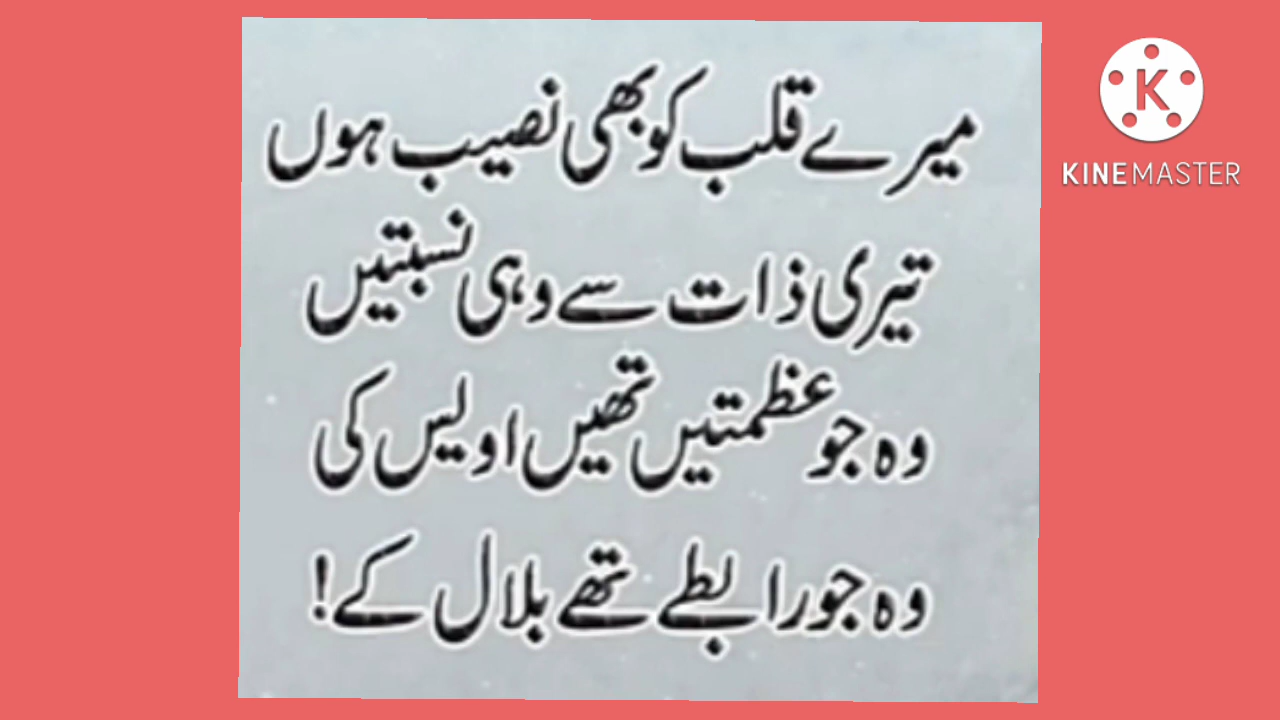 میرے قلب کو بھی نصیب ہوں
تیری ذات سے وہی نسبتیں
وہ جو عظمتیں تھیں اویس کی
وہ جو رابطے تھے بلال کے!
K
KINEMASTER